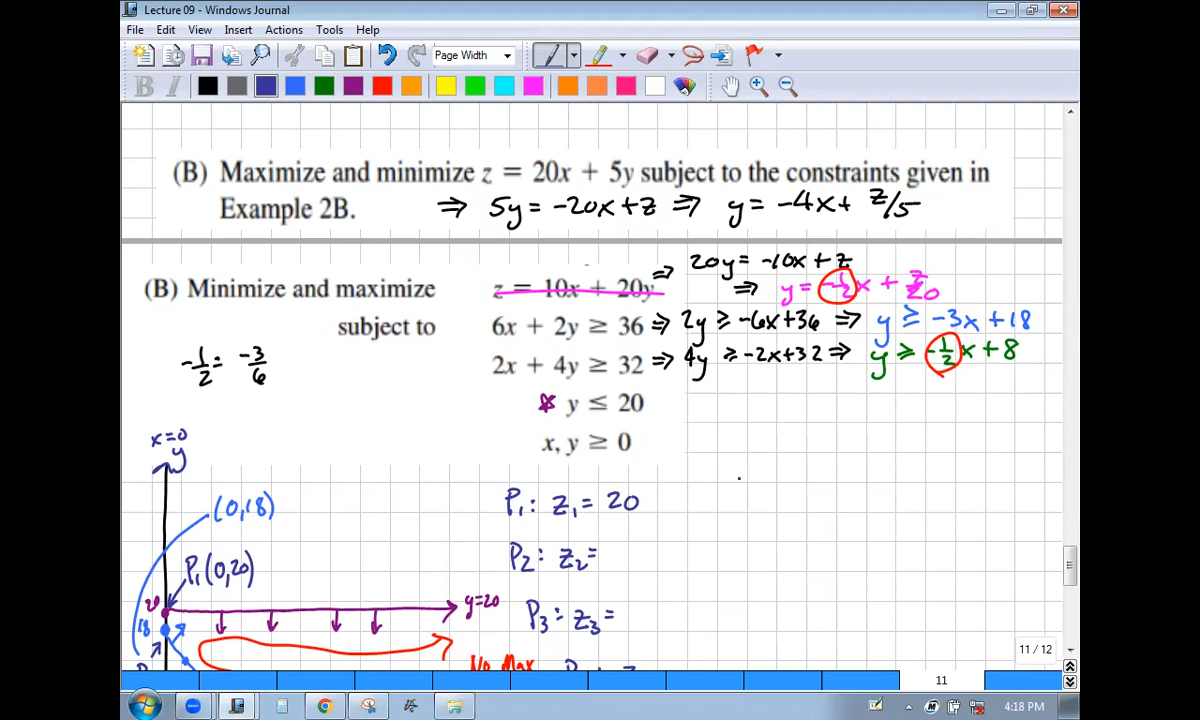 Lecture 09 - Windows Journal
File Edit View Insert Actions Tools Help
Page Width
B I
(B) Maximize and minimize z = 20x + 5y subject to the constraints given in
Example 2B. ⇒ 5y = -20x + z ⇒ y = -4x + z/5
(B) Minimize and maximize z = 10x + 20y ⇒ 20y = -10x + z
⇒ y = -1/2 x + z/20
subject to 6x + 2y ≥ 36 ⇒ 2y ≥ -6x+36 ⇒ y ≥ -3x + 18
-1/2 = -3/6 2x + 4y ≥ 32 ⇒ 4y ≥ -2x+32 ⇒ y ≥ -1/2 x + 8
* y ≤ 20
x, y ≥ 0
x=0
y
(0,18)
P1: z1 = 20
P1(0,20)
P2: z2=
20 y=20
P3: z3=
18
No Max
11 / 12
11
4:18 PM